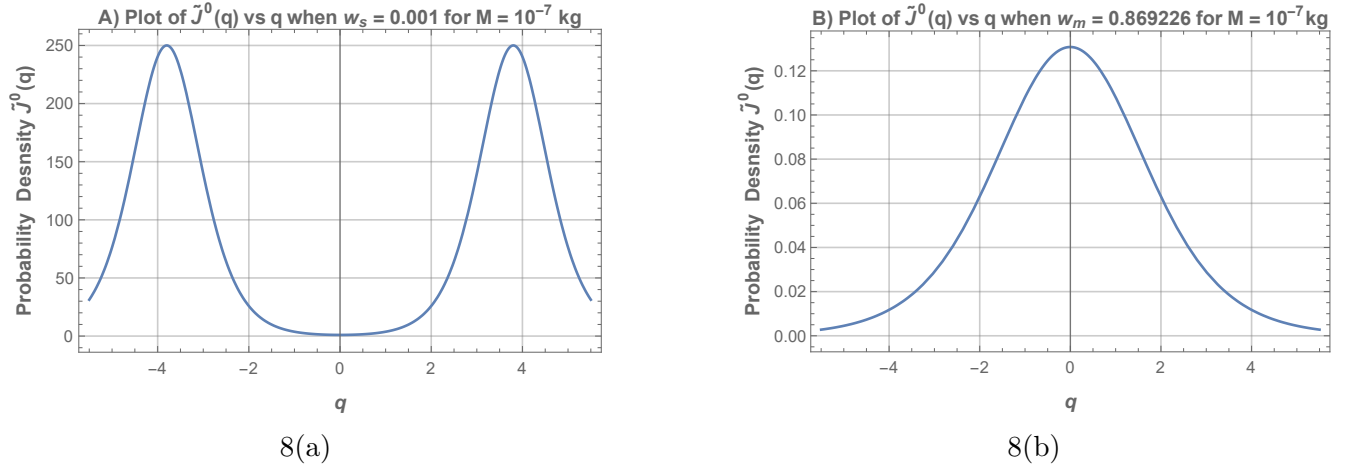 A) Plot of J̃⁰(q) vs q when wₛ = 0.001 for M = 10⁻⁷ kg
Probability Desnsity J̃⁰(q)
250
200
150
100
50
0
−4 −2 0 2 4
q
8(a)
B) Plot of J̃⁰(q) vs q when wₘ = 0.869226 for M = 10⁻⁷kg
Probability Desnsity J̃⁰(q)
0.12
0.10
0.08
0.06
0.04
0.02
0.00
−4 −2 0 2 4
q
8(b)